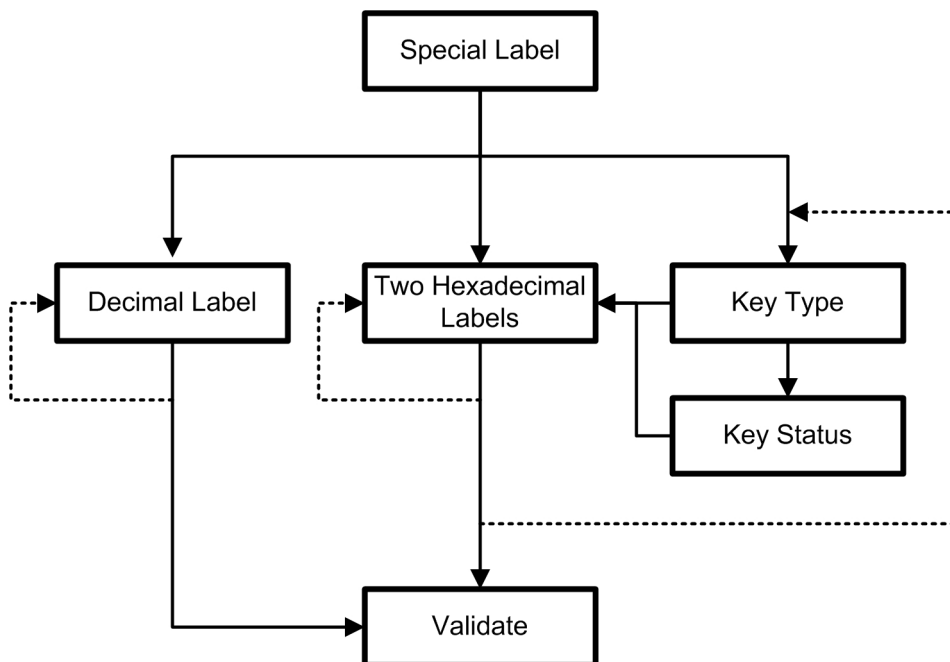 Special Label
Decimal Label
Two Hexadecimal
Labels
Key Type
Key Status
Validate